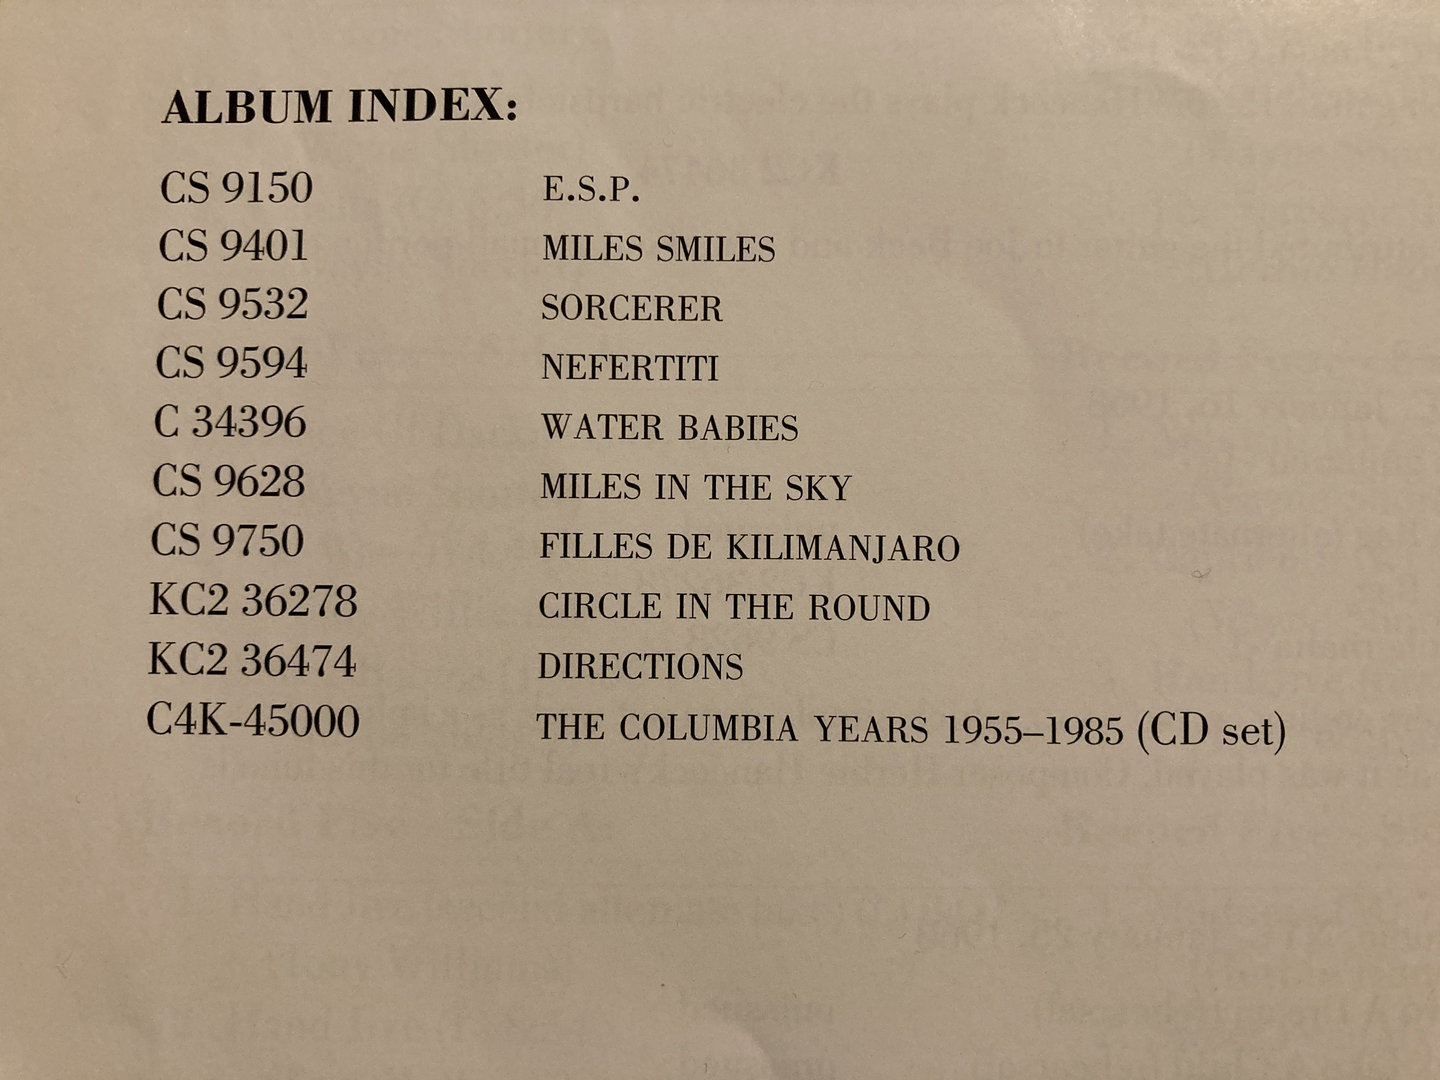 ALBUM INDEX:
CS 9150 E.S.P.
CS 9401 MILES SMILES
CS 9532 SORCERER
CS 9594 NEFERTITI
C 34396 WATER BABIES
CS 9628 MILES IN THE SKY
CS 9750 FILLES DE KILIMANJARO
KC2 36278 CIRCLE IN THE ROUND
KC2 36474 DIRECTIONS
C4K-45000 THE COLUMBIA YEARS 1955–1985 (CD set)